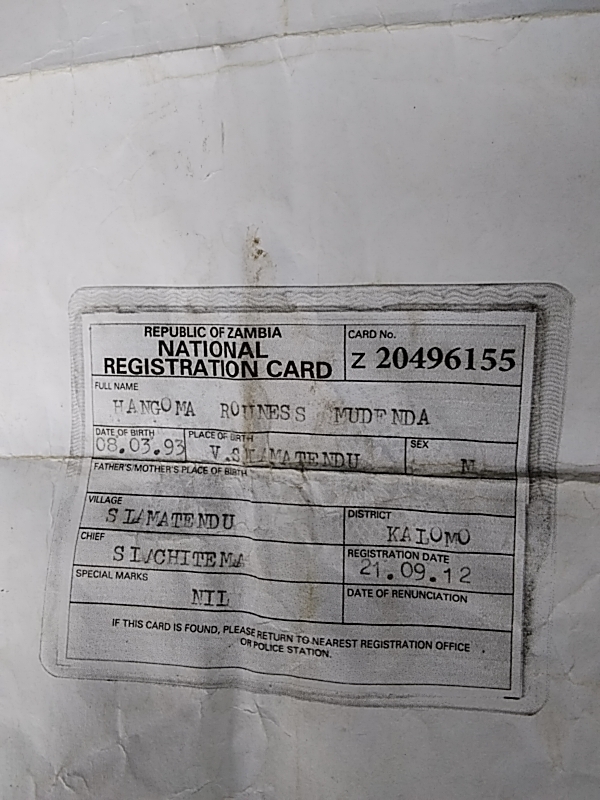 REPUBLIC OF ZAMBIA
NATIONAL
REGISTRATION CARD
CARD No.
Z 20496155
FULL NAME
HANGOMA ROUNESS MUDENDA
DATE OF BIRTH
08.03.93
PLACE OF BIRTH
V.SIAMATENDU
SEX
FATHER'S/MOTHER'S PLACE OF BIRTH
VILLAGE
SIAMATENDU
DISTRICT
KALOMO
CHIEF
SIACHITEMA
REGISTRATION DATE
21.09.12
SPECIAL MARKS
NIL
DATE OF RENUNCIATION
IF THIS CARD IS FOUND, PLEASE RETURN TO NEAREST REGISTRATION OFFICE
OR POLICE STATION.